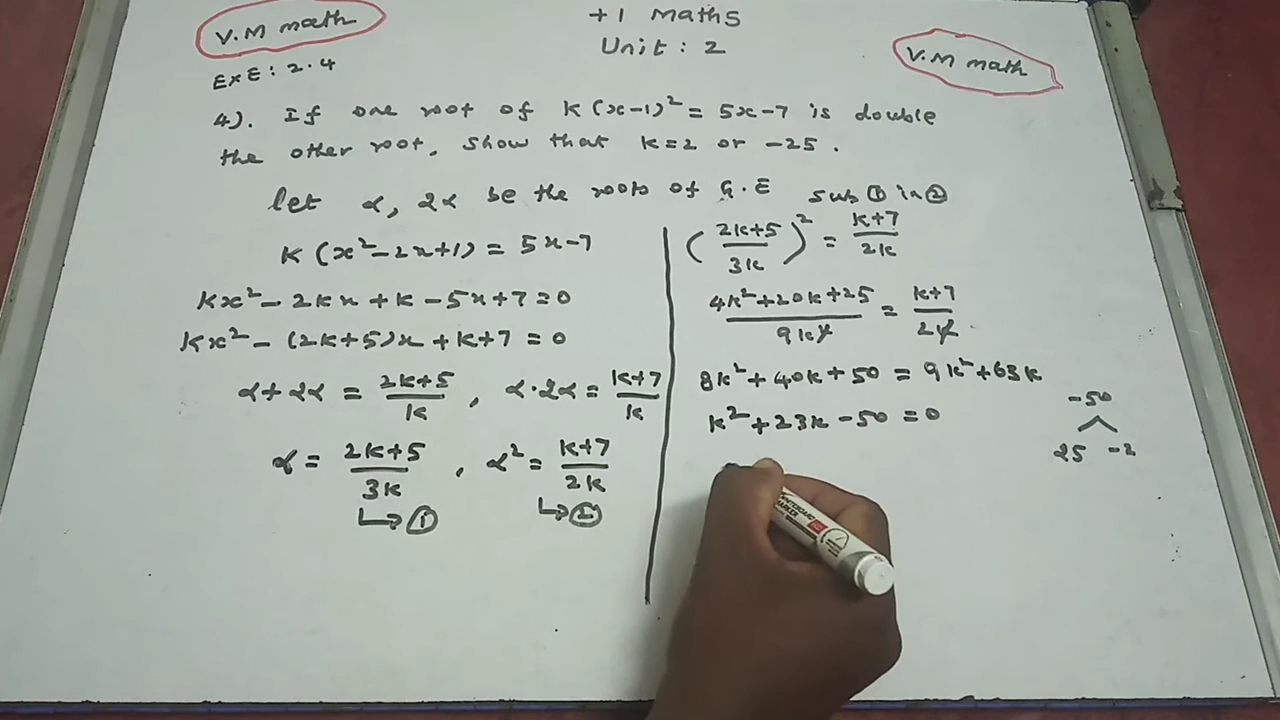 V.M math
+1 Maths
Unit : 2
V.M math
EXE : 2.4
4). If one root of K(x-1)² = 5x-7 is double
the other root, show that k=2 or -25.
let α, 2α be the roots of G.E
K(x²-2x+1) = 5x-7
Kx² - 2kx + k - 5x + 7 = 0
Kx² - (2k+5)x + k+7 = 0
α + 2α = (2k+5)/k , α·2α = (k+7)/k
α = (2k+5)/3k , α² = (k+7)/2k
↳ ① ↳ ②
sub ① in ②
((2k+5)/3k)² = (k+7)/2k
(4k²+20k+25)/9k² = (k+7)/2k
8k² + 40k + 50 = 9k² + 63k
k² + 23k - 50 = 0
-50
25 -2